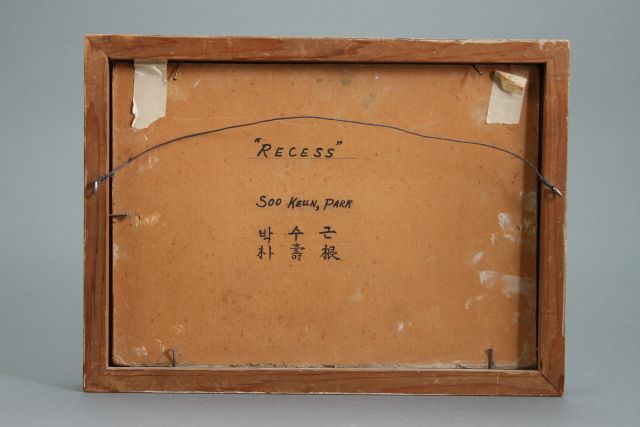 "RECESS"
SOO KEUN, PARK
박 수 근
朴 壽 根